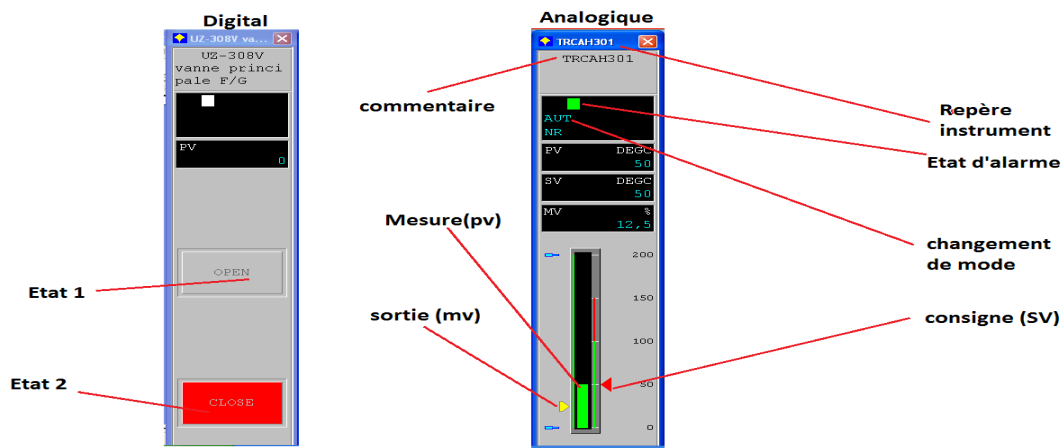 Digital
UZ-308V va...
UZ-308V
vanne princi
pale F/G
PV
0
OPEN
CLOSE
Etat 1
Etat 2
Analogique
TRCAH301
TRCAH301
AUT
NR
PV DEGC
50
SV DEGC
50
MV %
12,5
200
150
100
50
0
commentaire
Mesure(pv)
sortie (mv)
Repère
instrument
Etat d'alarme
changement
de mode
consigne (SV)